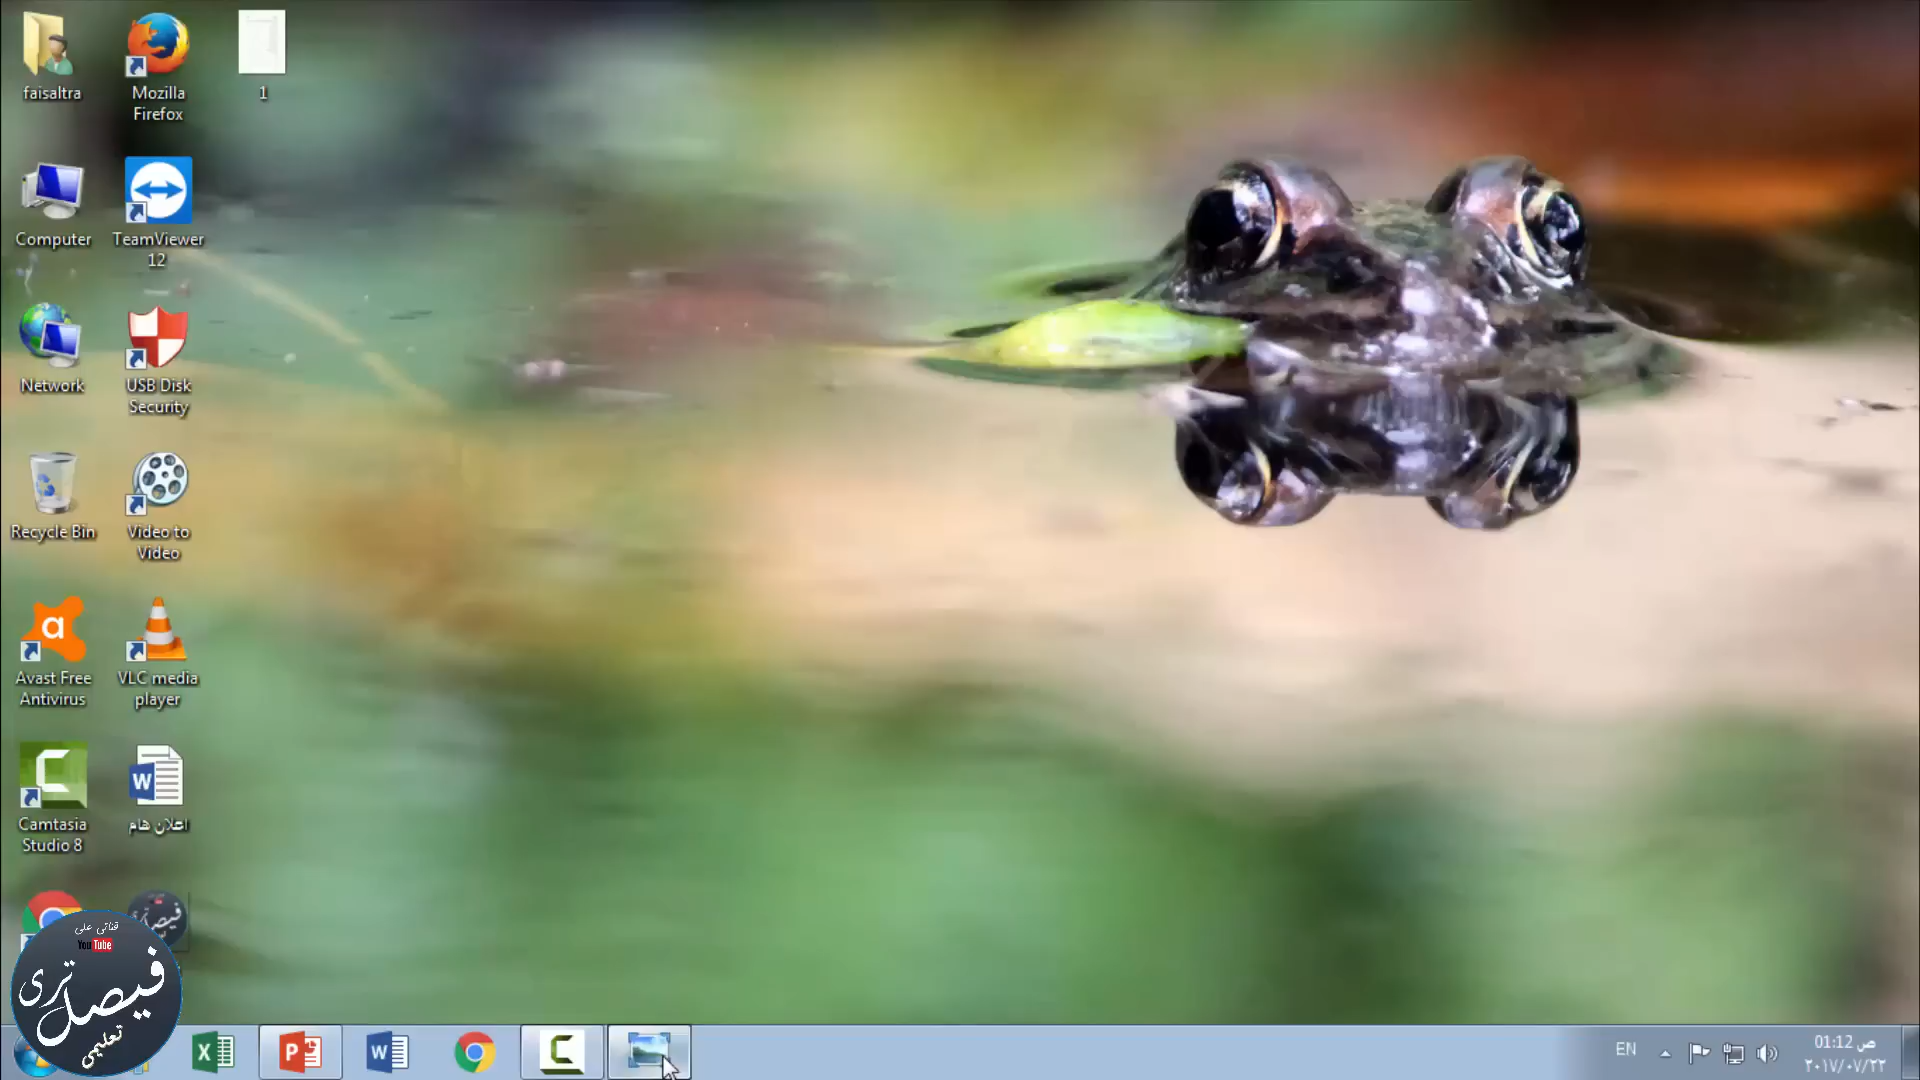 faisaltra
Mozilla
Firefox
1
Computer
TeamViewer
12
Network
USB Disk
Security
Recycle Bin
Video to
Video
a
Avast Free
Antivirus
VLC media
player
W
Camtasia
Studio 8
اعلان هام
فيصل تري
قناتي على
YouTube
فيصل تري
تعليمي
X
P
W
C
EN
01:12 ص
٢٠١٧/٠٧/٢٢